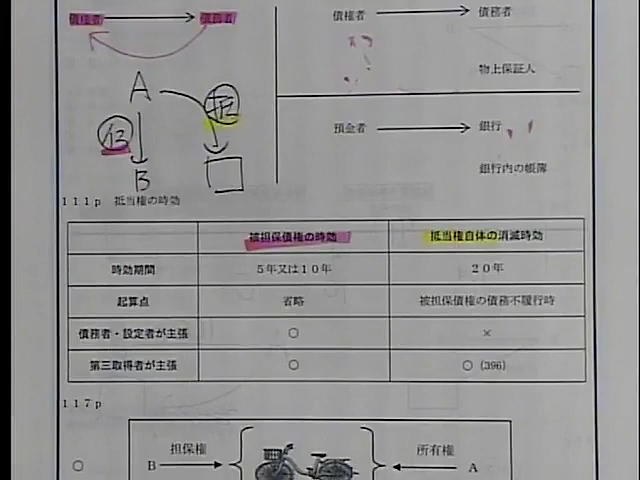 債権者 債務者
債権者 債務者
物上保証人
A
抵
債
B
預金者 銀行
銀行内の帳簿
111p 抵当権の時効
被担保債権の時効 抵当権自体の消滅時効
時効期間 5年又は10年 20年
起算点 省略 被担保債権の債務不履行時
債務者・設定者が主張 ○ ×
第三取得者が主張 ○ ○(396)
117p
担保権 所有権
○ B A